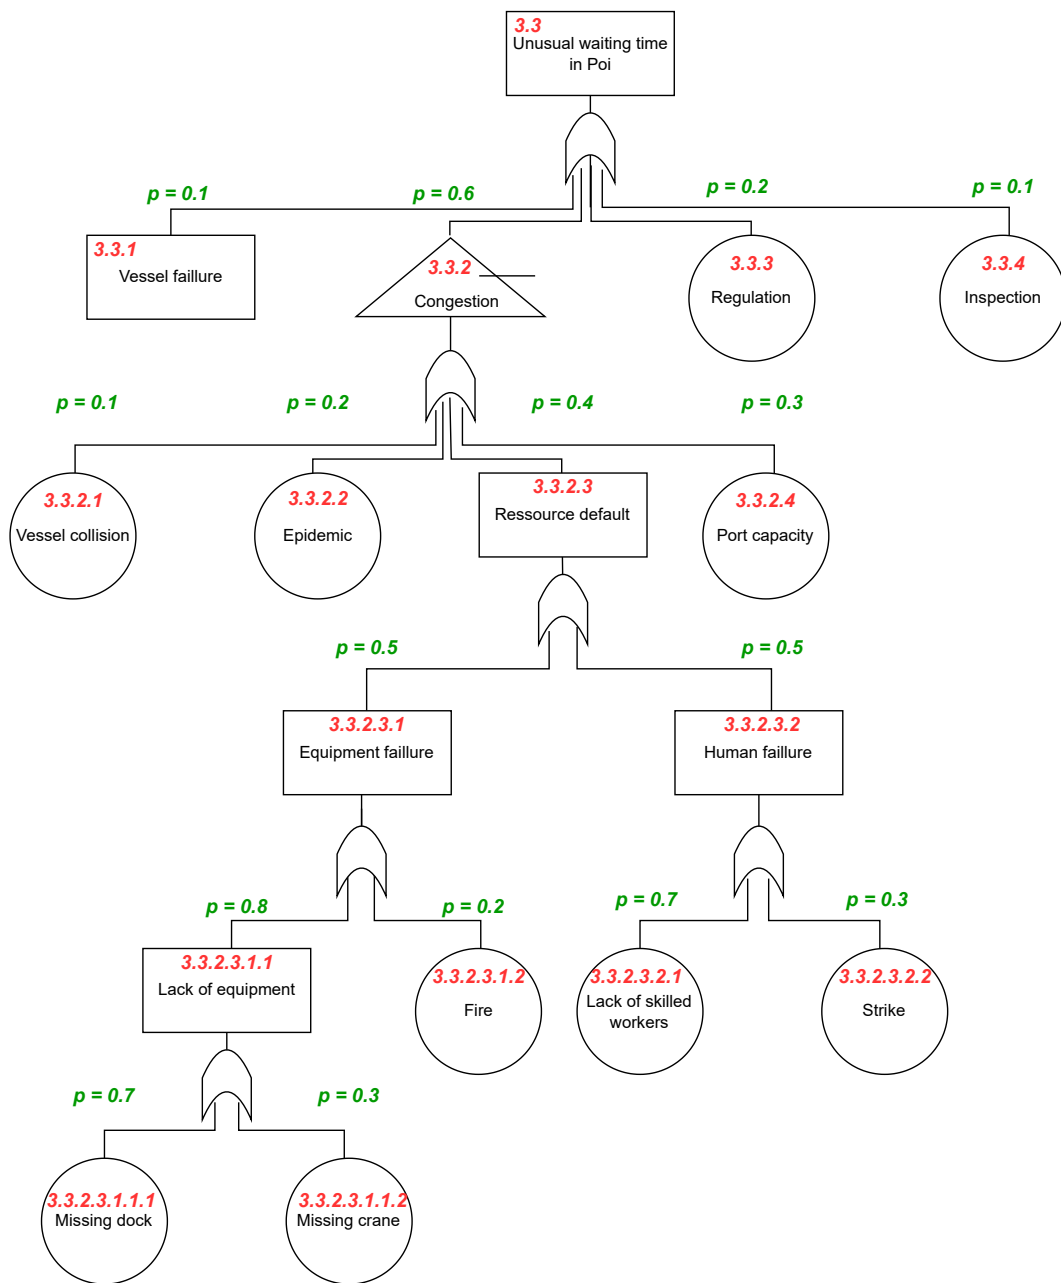 3.3
Unusual waiting time
in Poi
p = 0.1
p = 0.6
p = 0.2
p = 0.1
3.3.1
Vessel faillure
3.3.2
Congestion
3.3.3
Regulation
3.3.4
Inspection
p = 0.1
p = 0.2
p = 0.4
p = 0.3
3.3.2.1
Vessel collision
3.3.2.2
Epidemic
3.3.2.3
Ressource default
3.3.2.4
Port capacity
p = 0.5
p = 0.5
3.3.2.3.1
Equipment faillure
3.3.2.3.2
Human faillure
p = 0.8
p = 0.2
p = 0.7
p = 0.3
3.3.2.3.1.1
Lack of equipment
3.3.2.3.1.2
Fire
3.3.2.3.2.1
Lack of skilled
workers
3.3.2.3.2.2
Strike
p = 0.7
p = 0.3
3.3.2.3.1.1.1
Missing dock
3.3.2.3.1.1.2
Missing crane